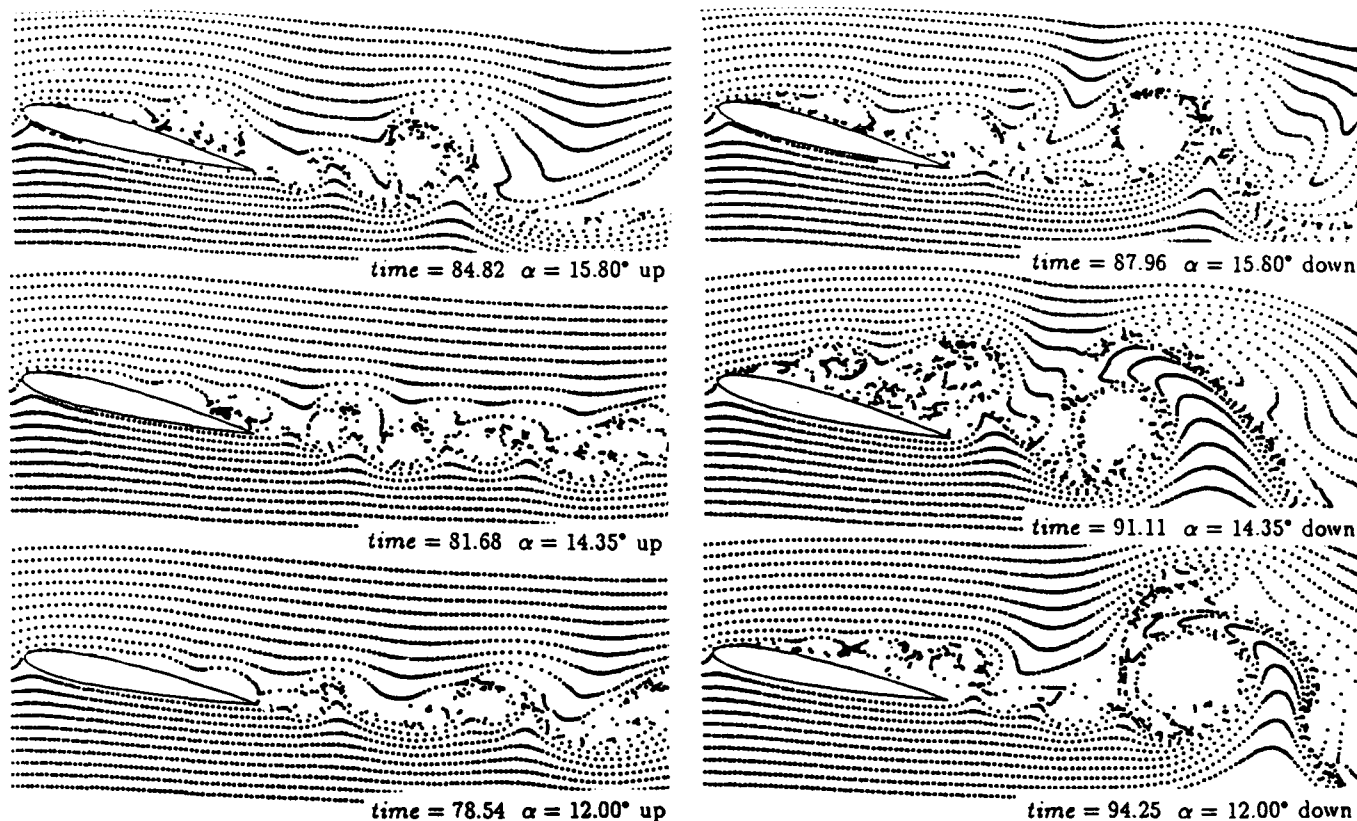 time = 84.82 α = 15.80° up
time = 87.96 α = 15.80° down
time = 81.68 α = 14.35° up
time = 91.11 α = 14.35° down
time = 78.54 α = 12.00° up
time = 94.25 α = 12.00° down